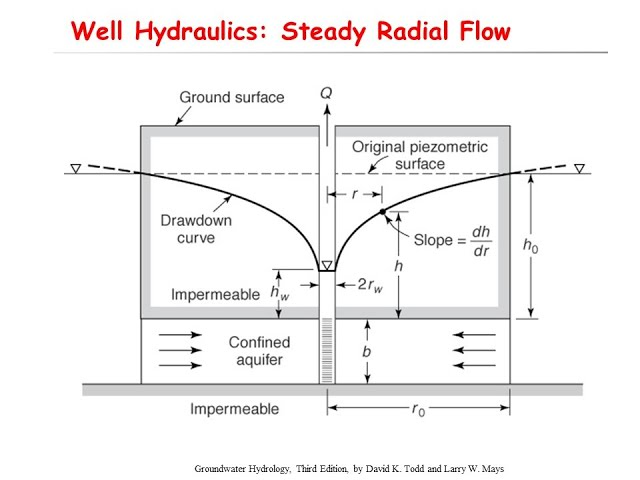 Well Hydraulics: Steady Radial Flow
Ground surface
Q
Original piezometric
surface
r
Drawdown
curve
Slope = dh
dr
h0
h
Impermeable
hw
2rw
Confined
aquifer
b
Impermeable
r0
Groundwater Hydrology, Third Edition, by David K. Todd and Larry W. Mays